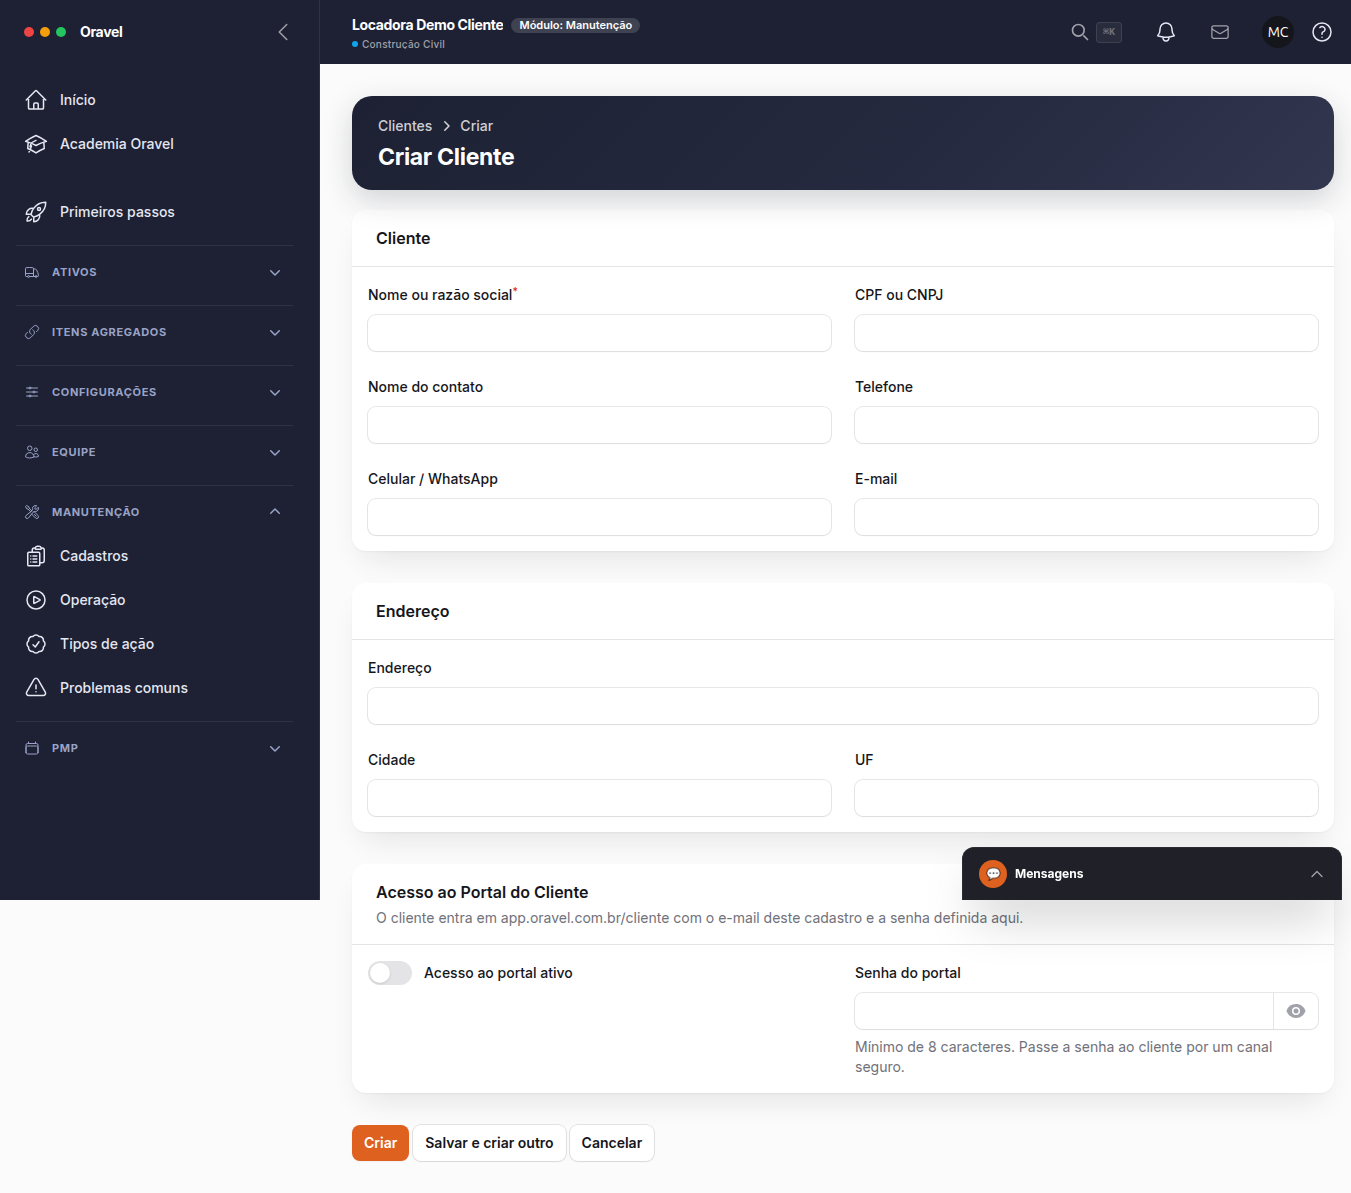 Oravel
Início
Academia Oravel
Primeiros passos
ATIVOS
ITENS AGREGADOS
CONFIGURAÇÕES
EQUIPE
MANUTENÇÃO
Cadastros
Operação
Tipos de ação
Problemas comuns
PMP
Locadora Demo Cliente Módulo: Manutenção
Construção Civil
⌘K
MC
Clientes > Criar
Criar Cliente
Cliente
Nome ou razão social*
CPF ou CNPJ
Nome do contato
Telefone
Celular / WhatsApp
E-mail
Endereço
Endereço
Cidade
UF
Mensagens
Acesso ao Portal do Cliente
O cliente entra em app.oravel.com.br/cliente com o e-mail deste cadastro e a senha definida aqui.
Acesso ao portal ativo
Senha do portal
Mínimo de 8 caracteres. Passe a senha ao cliente por um canal
seguro.
Criar
Salvar e criar outro
Cancelar